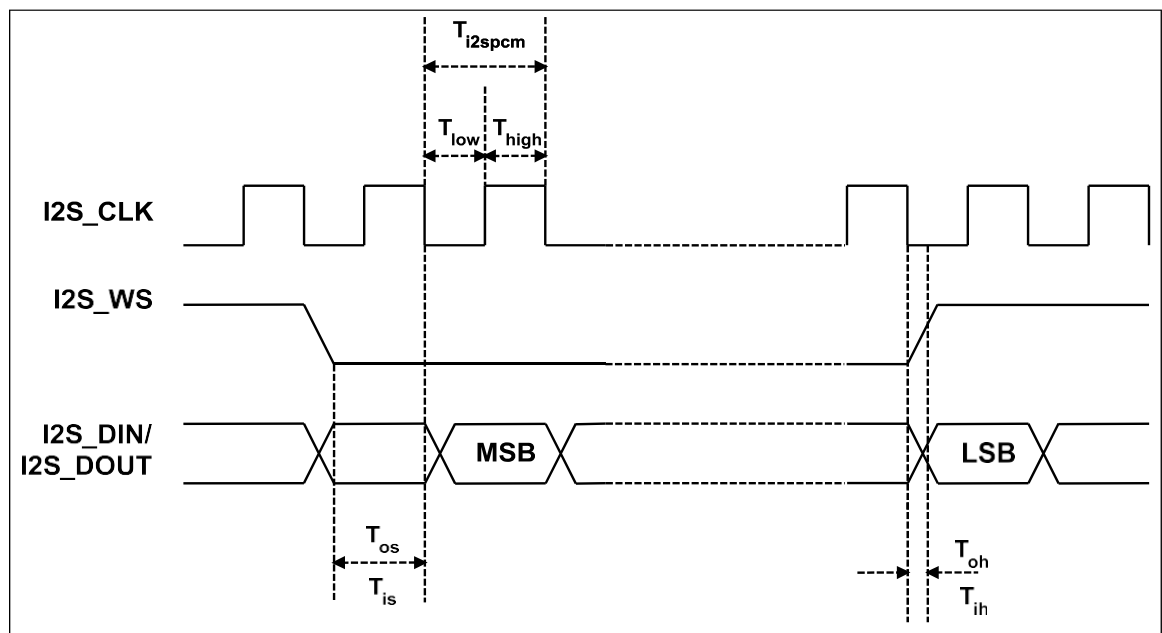 Ti2spcm
Tlow Thigh
I2S_CLK
I2S_WS
I2S_DIN/
I2S_DOUT
MSB
LSB
Tos
Tis
Toh
Tih